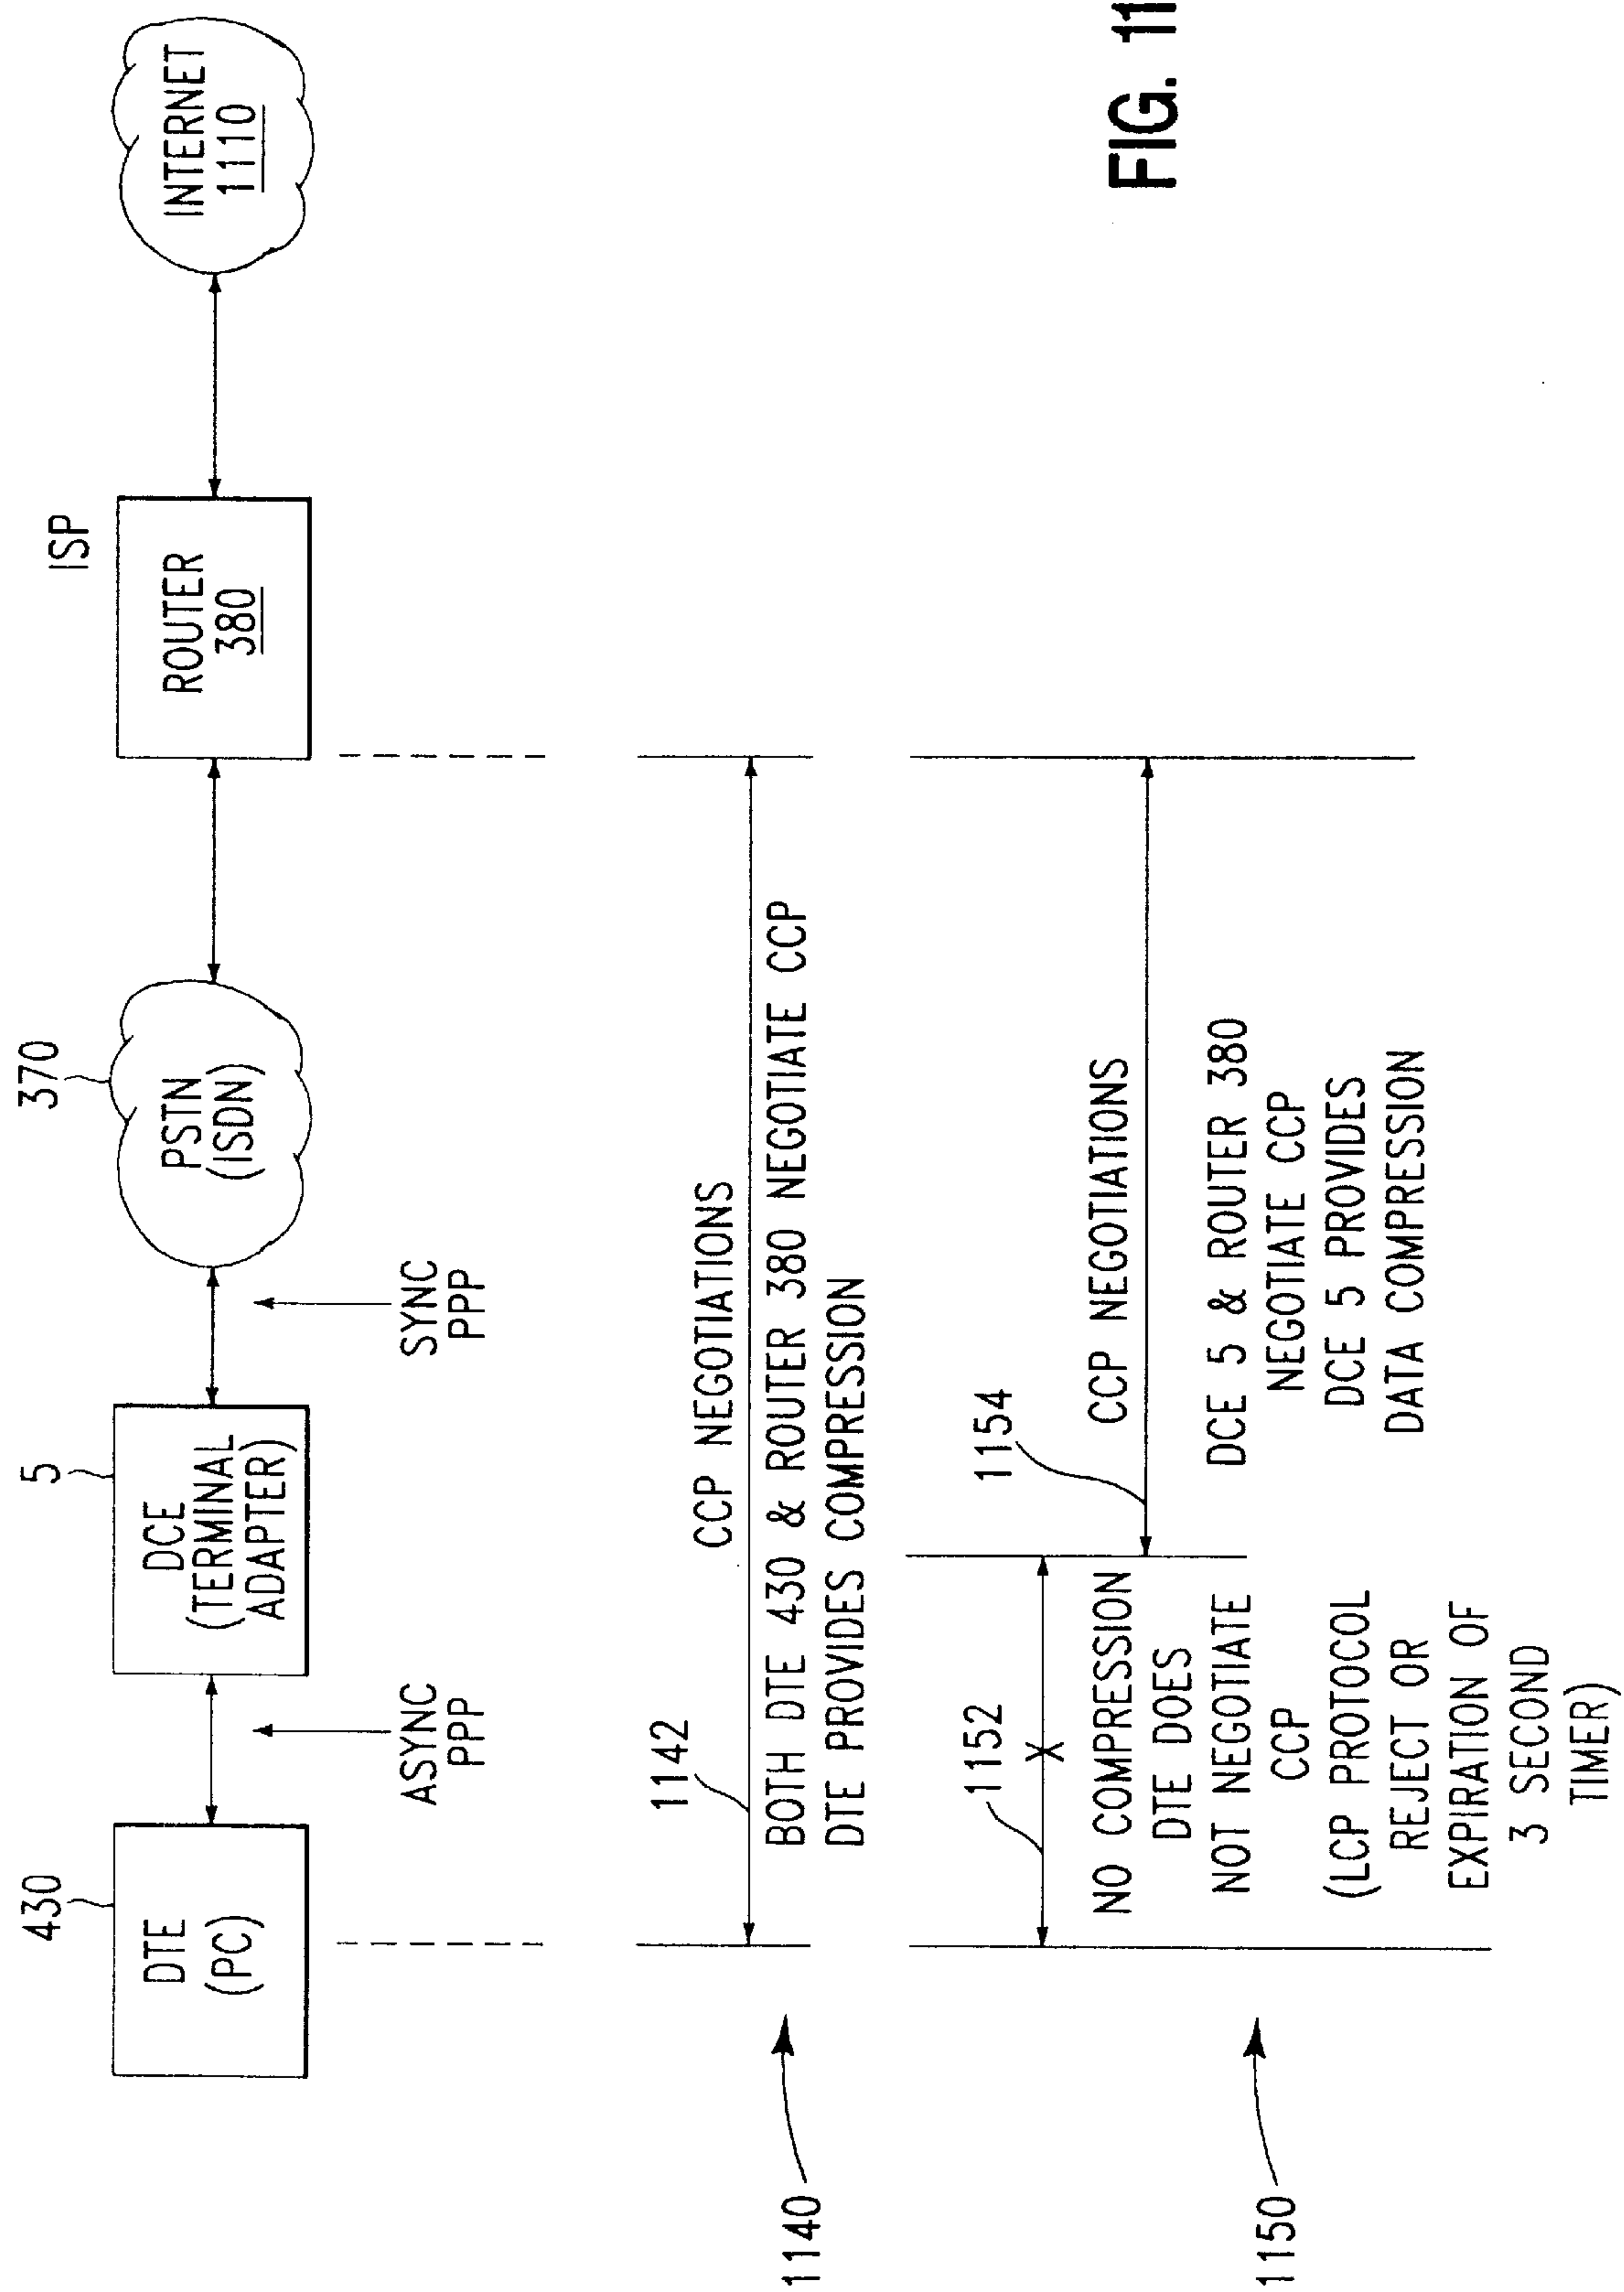 430
DTE
(PC)
ASYNC
PPP
5
DCE
(TERMINAL
ADAPTER)
SYNC
PPP
370
PSTN
(ISDN)
ISP
ROUTER
380
INTERNET
1110
1140
1142
CCP NEGOTIATIONS
BOTH DTE 430 & ROUTER 380 NEGOTIATE CCP
DTE PROVIDES COMPRESSION
1150
1152
NO COMPRESSION
DTE DOES
NOT NEGOTIATE
CCP
(LCP PROTOCOL
REJECT OR
EXPIRATION OF
3 SECOND
TIMER)
1154
CCP NEGOTIATIONS
DCE 5 & ROUTER 380
NEGOTIATE CCP
DCE 5 PROVIDES
DATA COMPRESSION
FIG. 11